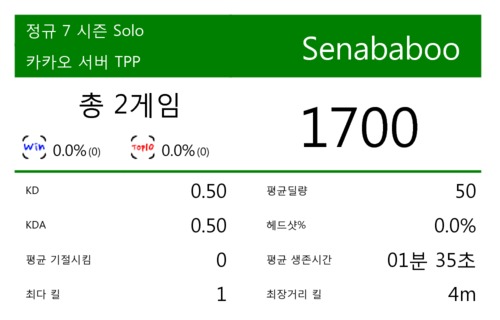 정규 7 시즌 Solo
카카오 서버 TPP
Senababoo
총 2게임
Win 0.0% (0)
Top10 0.0% (0)
1700
KD 0.50
평균딜량 50
KDA 0.50
헤드샷% 0.0%
평균 기절시킴 0
평균 생존시간 01분 35초
최다 킬 1
최장거리 킬 4m